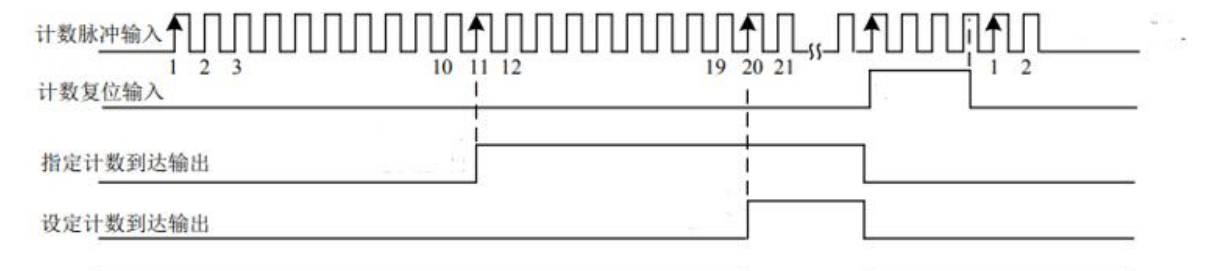 计数脉冲输入
1 2 3 10 11 12 19 20 21 1 2
计数复位输入
指定计数到达输出
设定计数到达输出